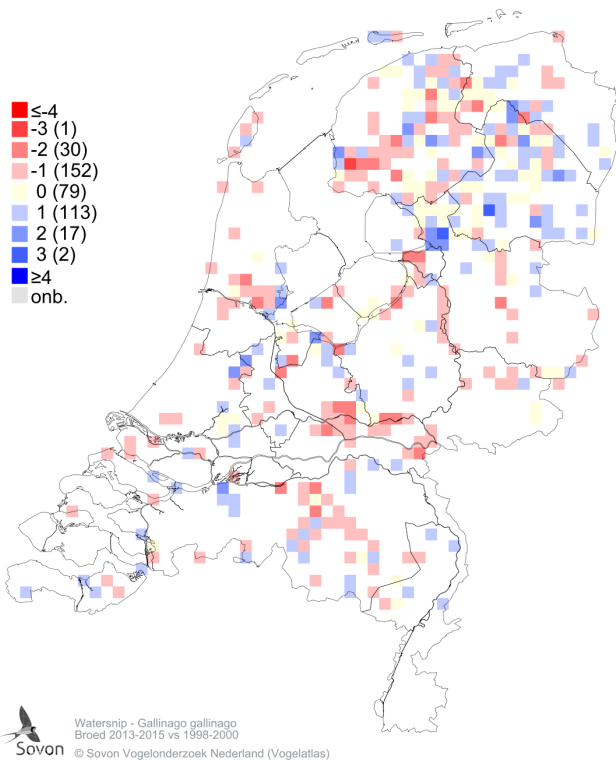 ≤-4
-3 (1)
-2 (30)
-1 (152)
0 (79)
1 (113)
2 (17)
3 (2)
≥4
onb.
Sovon
Watersnip - Gallinago gallinago
Broed 2013-2015 vs 1998-2000
© Sovon Vogelonderzoek Nederland (Vogelatlas)